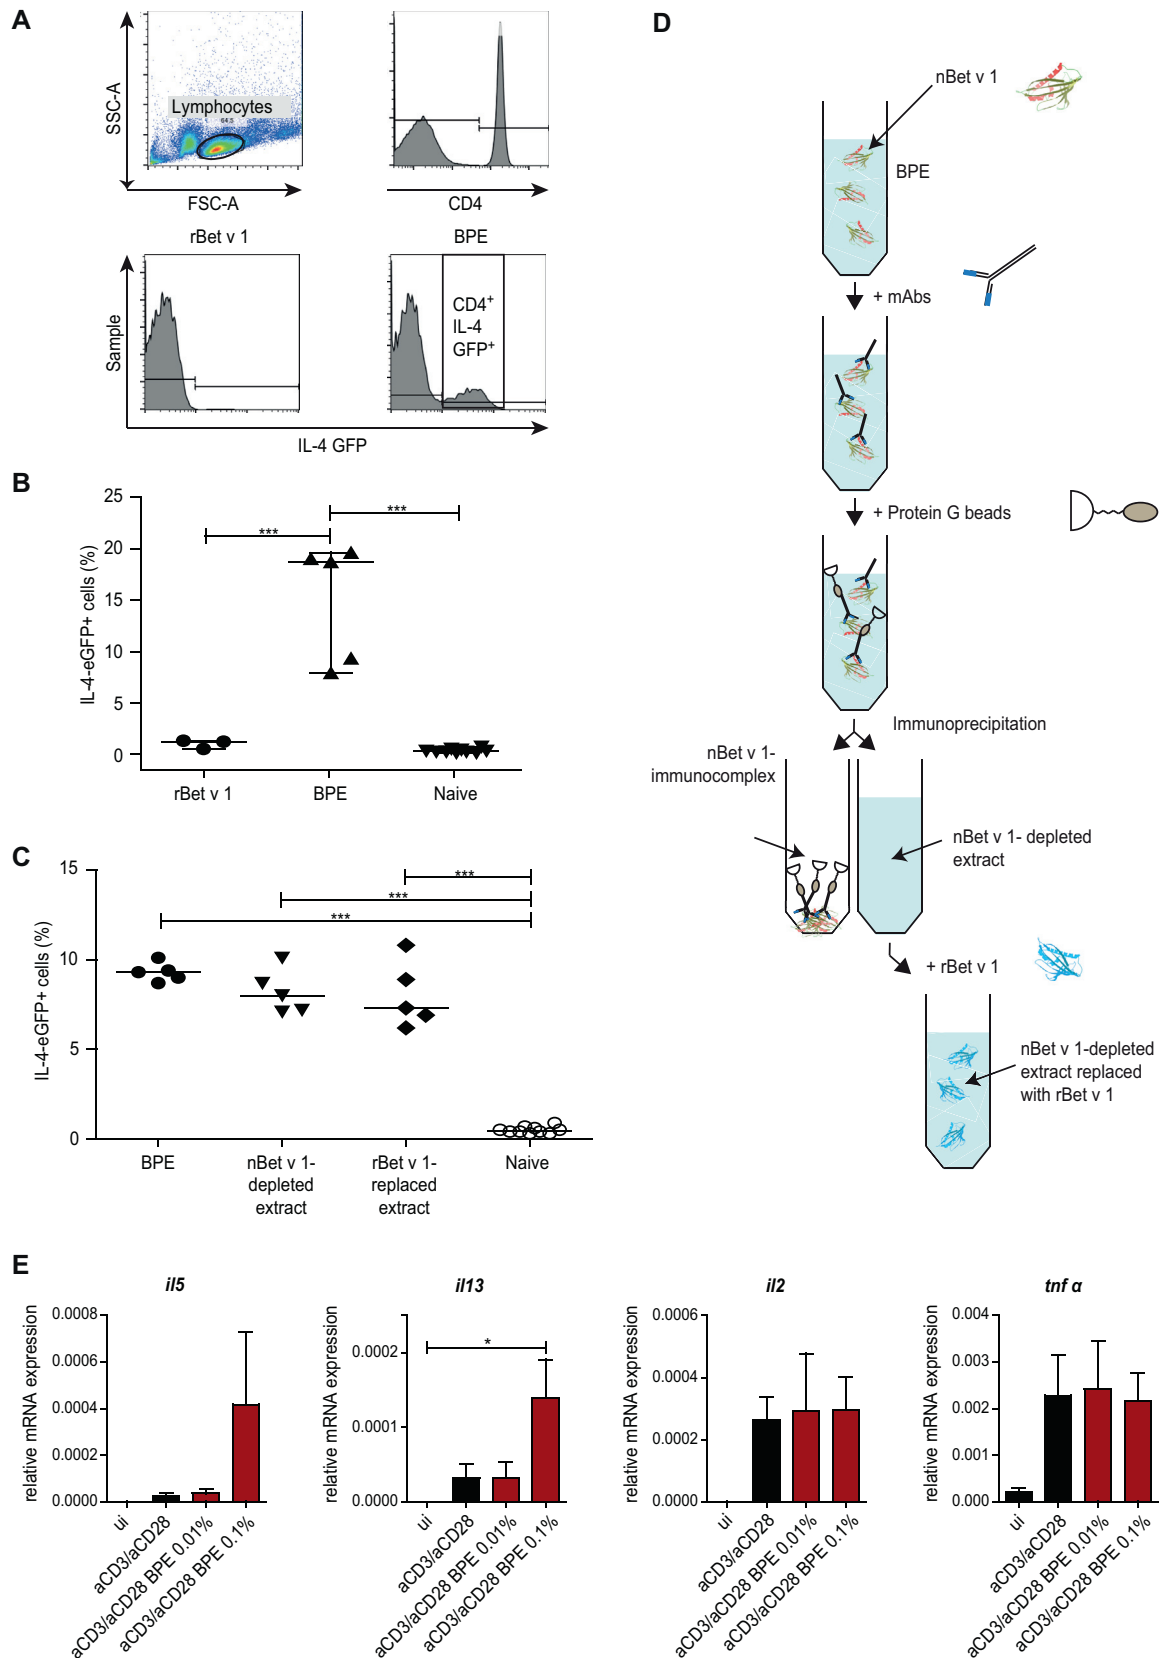 A
SSC-A
Lymphocytes
64.5
FSC-A
CD4
rBet v 1
BPE
Sample
CD4+
IL-4
GFP+
IL-4 GFP
B
IL-4-eGFP+ cells (%)
25
20
15
10
5
0
***
***
rBet v 1
BPE
Naive
C
IL-4-eGFP+ cells (%)
15
10
5
0
***
***
***
BPE
nBet v 1-
depleted
extract
rBet v 1-
replaced
extract
Naive
D
nBet v 1
BPE
+ mAbs
+ Protein G beads
Immunoprecipitation
nBet v 1-
immunocomplex
nBet v 1- depleted
extract
+ rBet v 1
nBet v 1-depleted
extract replaced
with rBet v 1
E
il5
relative mRNA expression
0.0008
0.0006
0.0004
0.0002
0.0000
ui
aCD3/aCD28
aCD3/aCD28 BPE 0.01%
aCD3/aCD28 BPE 0.1%
il13
relative mRNA expression
0.0002
0.0001
0.0000
*
ui
aCD3/aCD28
aCD3/aCD28 BPE 0.01%
aCD3/aCD28 BPE 0.1%
il2
relative mRNA expression
0.0006
0.0004
0.0002
0.0000
ui
aCD3/aCD28
aCD3/aCD28 BPE 0.01%
aCD3/aCD28 BPE 0.1%
tnf α
relative mRNA expression
0.004
0.003
0.002
0.001
0.000
ui
aCD3/aCD28
aCD3/aCD28 BPE 0.01%
aCD3/aCD28 BPE 0.1%